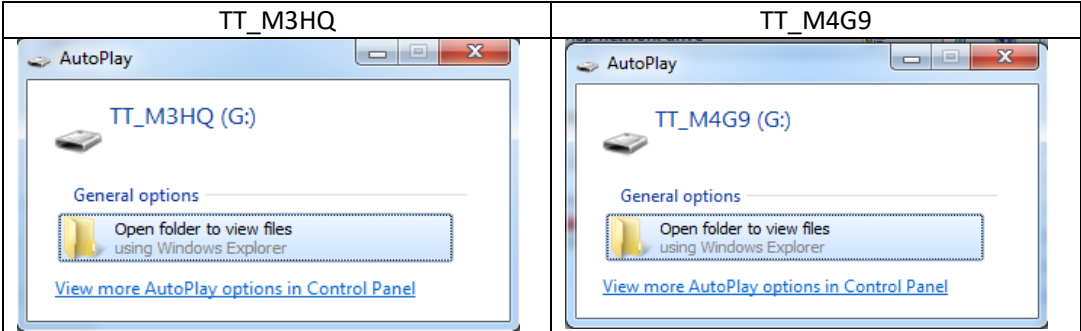 TT_M3HQ
AutoPlay
TT_M3HQ (G:)
General options
Open folder to view files
using Windows Explorer
View more AutoPlay options in Control Panel
TT_M4G9
AutoPlay
TT_M4G9 (G:)
General options
Open folder to view files
using Windows Explorer
View more AutoPlay options in Control Panel